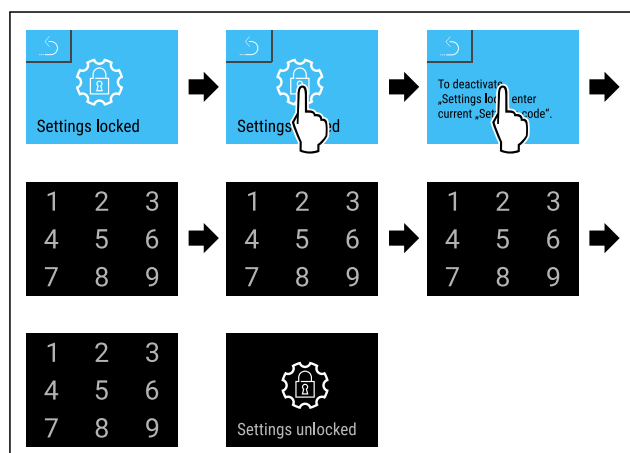 Settings locked
Settings
To deactivate
„Settings enter
current code“.
1 2 3
4 5 6
7 8 9
1 2 3
4 5 6
7 8 9
1 2 3
4 5 6
7 8 9
1 2 3
4 5 6
7 8 9
Settings unlocked